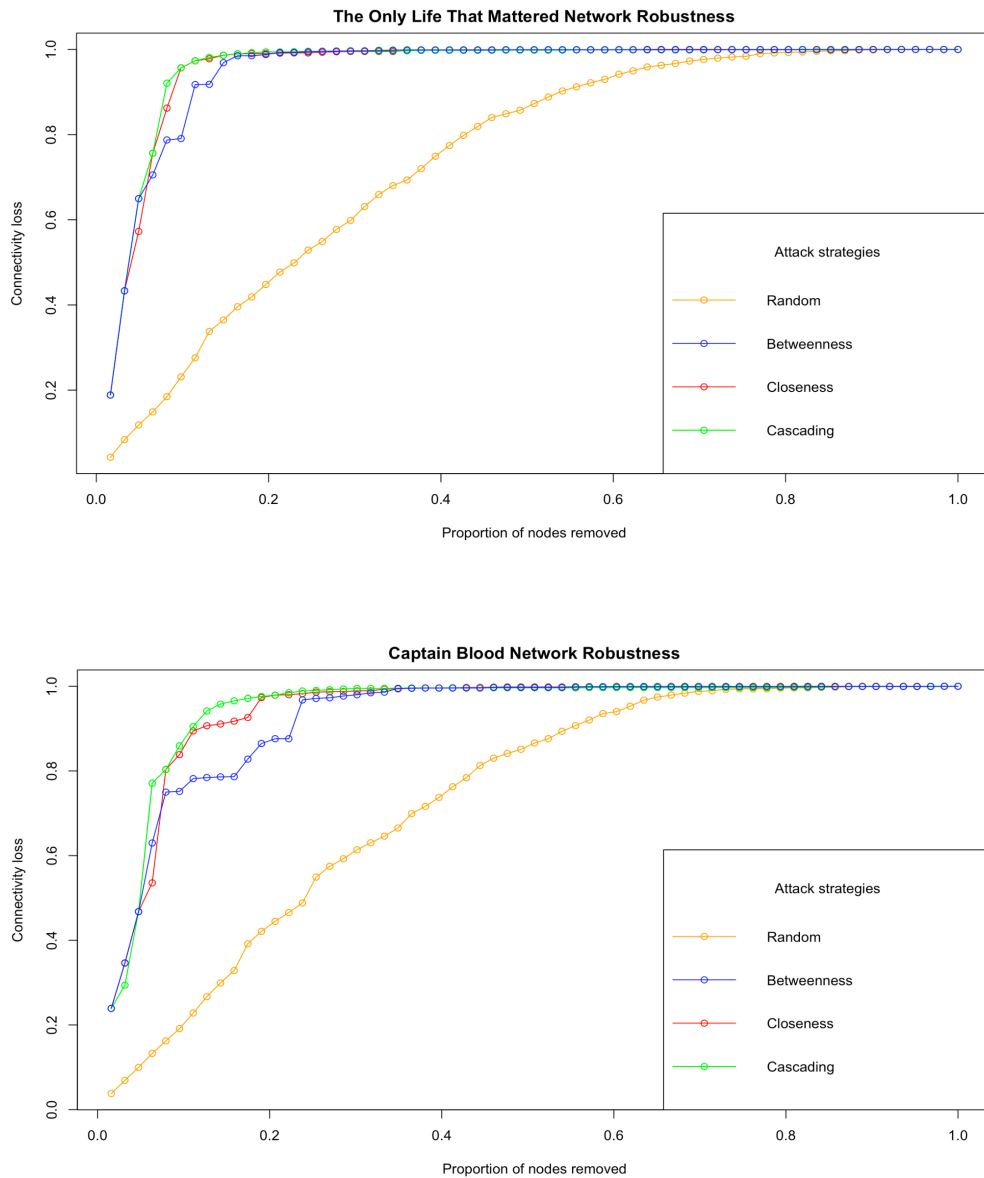 The Only Life That Mattered Network Robustness
1.0
0.8
0.6
0.4
0.2
Connectivity loss
Attack strategies
Random
Betweenness
Closeness
Cascading
0.0 0.2 0.4 0.6 0.8 1.0
Proportion of nodes removed
Captain Blood Network Robustness
1.0
0.8
0.6
0.4
0.2
0.0
Connectivity loss
Attack strategies
Random
Betweenness
Closeness
Cascading
0.0 0.2 0.4 0.6 0.8 1.0
Proportion of nodes removed